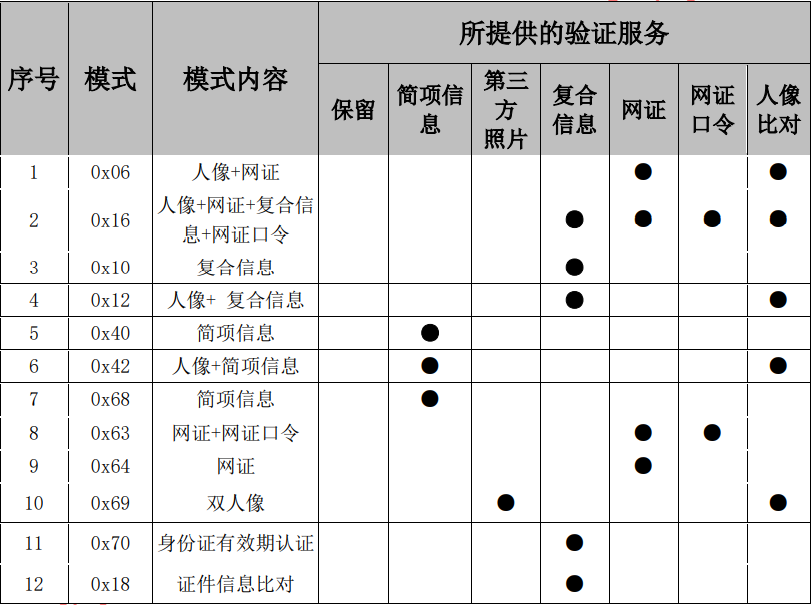 序号 模式 模式内容 所提供的验证服务
保留 简项信息 第三方照片 复合信息 网证 网证口令 人像比对
1 0x06 人像+网证 ● ●
2 0x16 人像+网证+复合信息+网证口令 ● ● ● ●
3 0x10 复合信息 ●
4 0x12 人像+ 复合信息 ● ●
5 0x40 简项信息 ●
6 0x42 人像+简项信息 ● ●
7 0x68 简项信息 ●
8 0x63 网证+网证口令 ● ●
9 0x64 网证 ●
10 0x69 双人像 ● ●
11 0x70 身份证有效期认证 ●
12 0x18 证件信息比对 ●